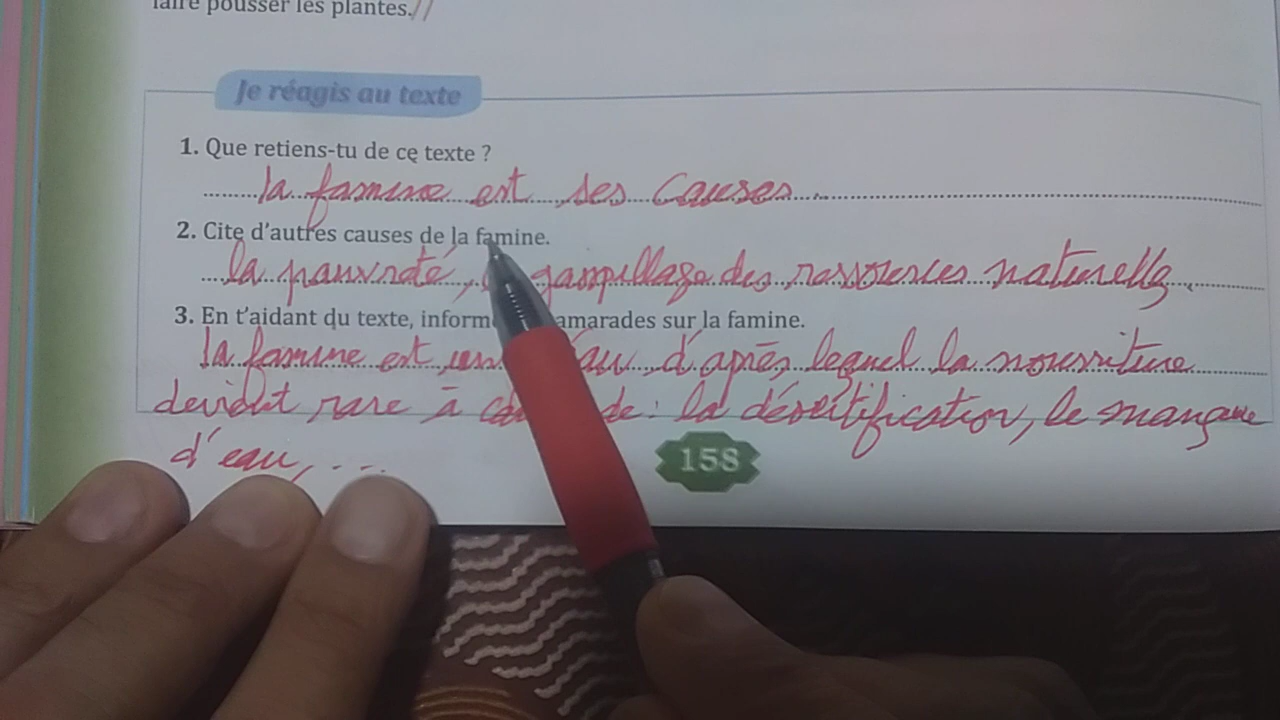 faire pousser les plantes.//
Je réagis au texte
1. Que retiens-tu de ce texte ?
la famine est ses causes
2. Cite d'autres causes de la famine.
la pauvreté, gaspillage des ressources naturelles
3. En t'aidant du texte, inform amarades sur la famine.
la famine est un d'après lequel la nourriture
devient rare à de : la désertification, le manque
d'eau, ....
158